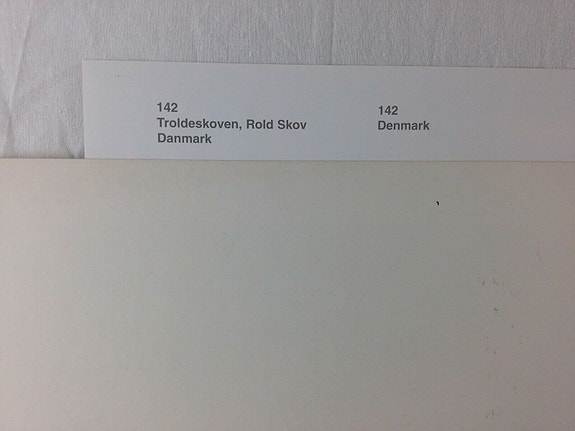 142
Troldeskoven, Rold Skov
Danmark
142
Denmark